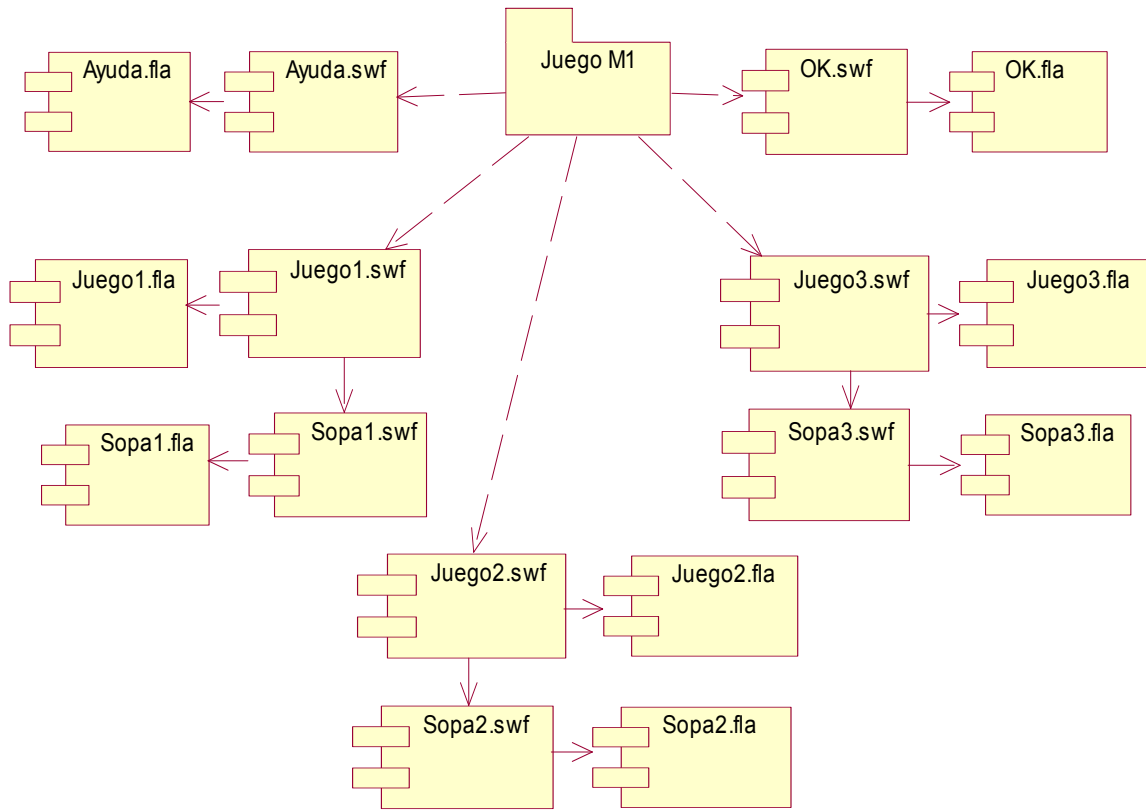 Ayuda.fla
Ayuda.swf
Juego M1
OK.swf
OK.fla
Juego1.fla
Juego1.swf
Juego3.swf
Juego3.fla
Sopa1.fla
Sopa1.swf
Sopa3.swf
Sopa3.fla
Juego2.swf
Juego2.fla
Sopa2.swf
Sopa2.fla